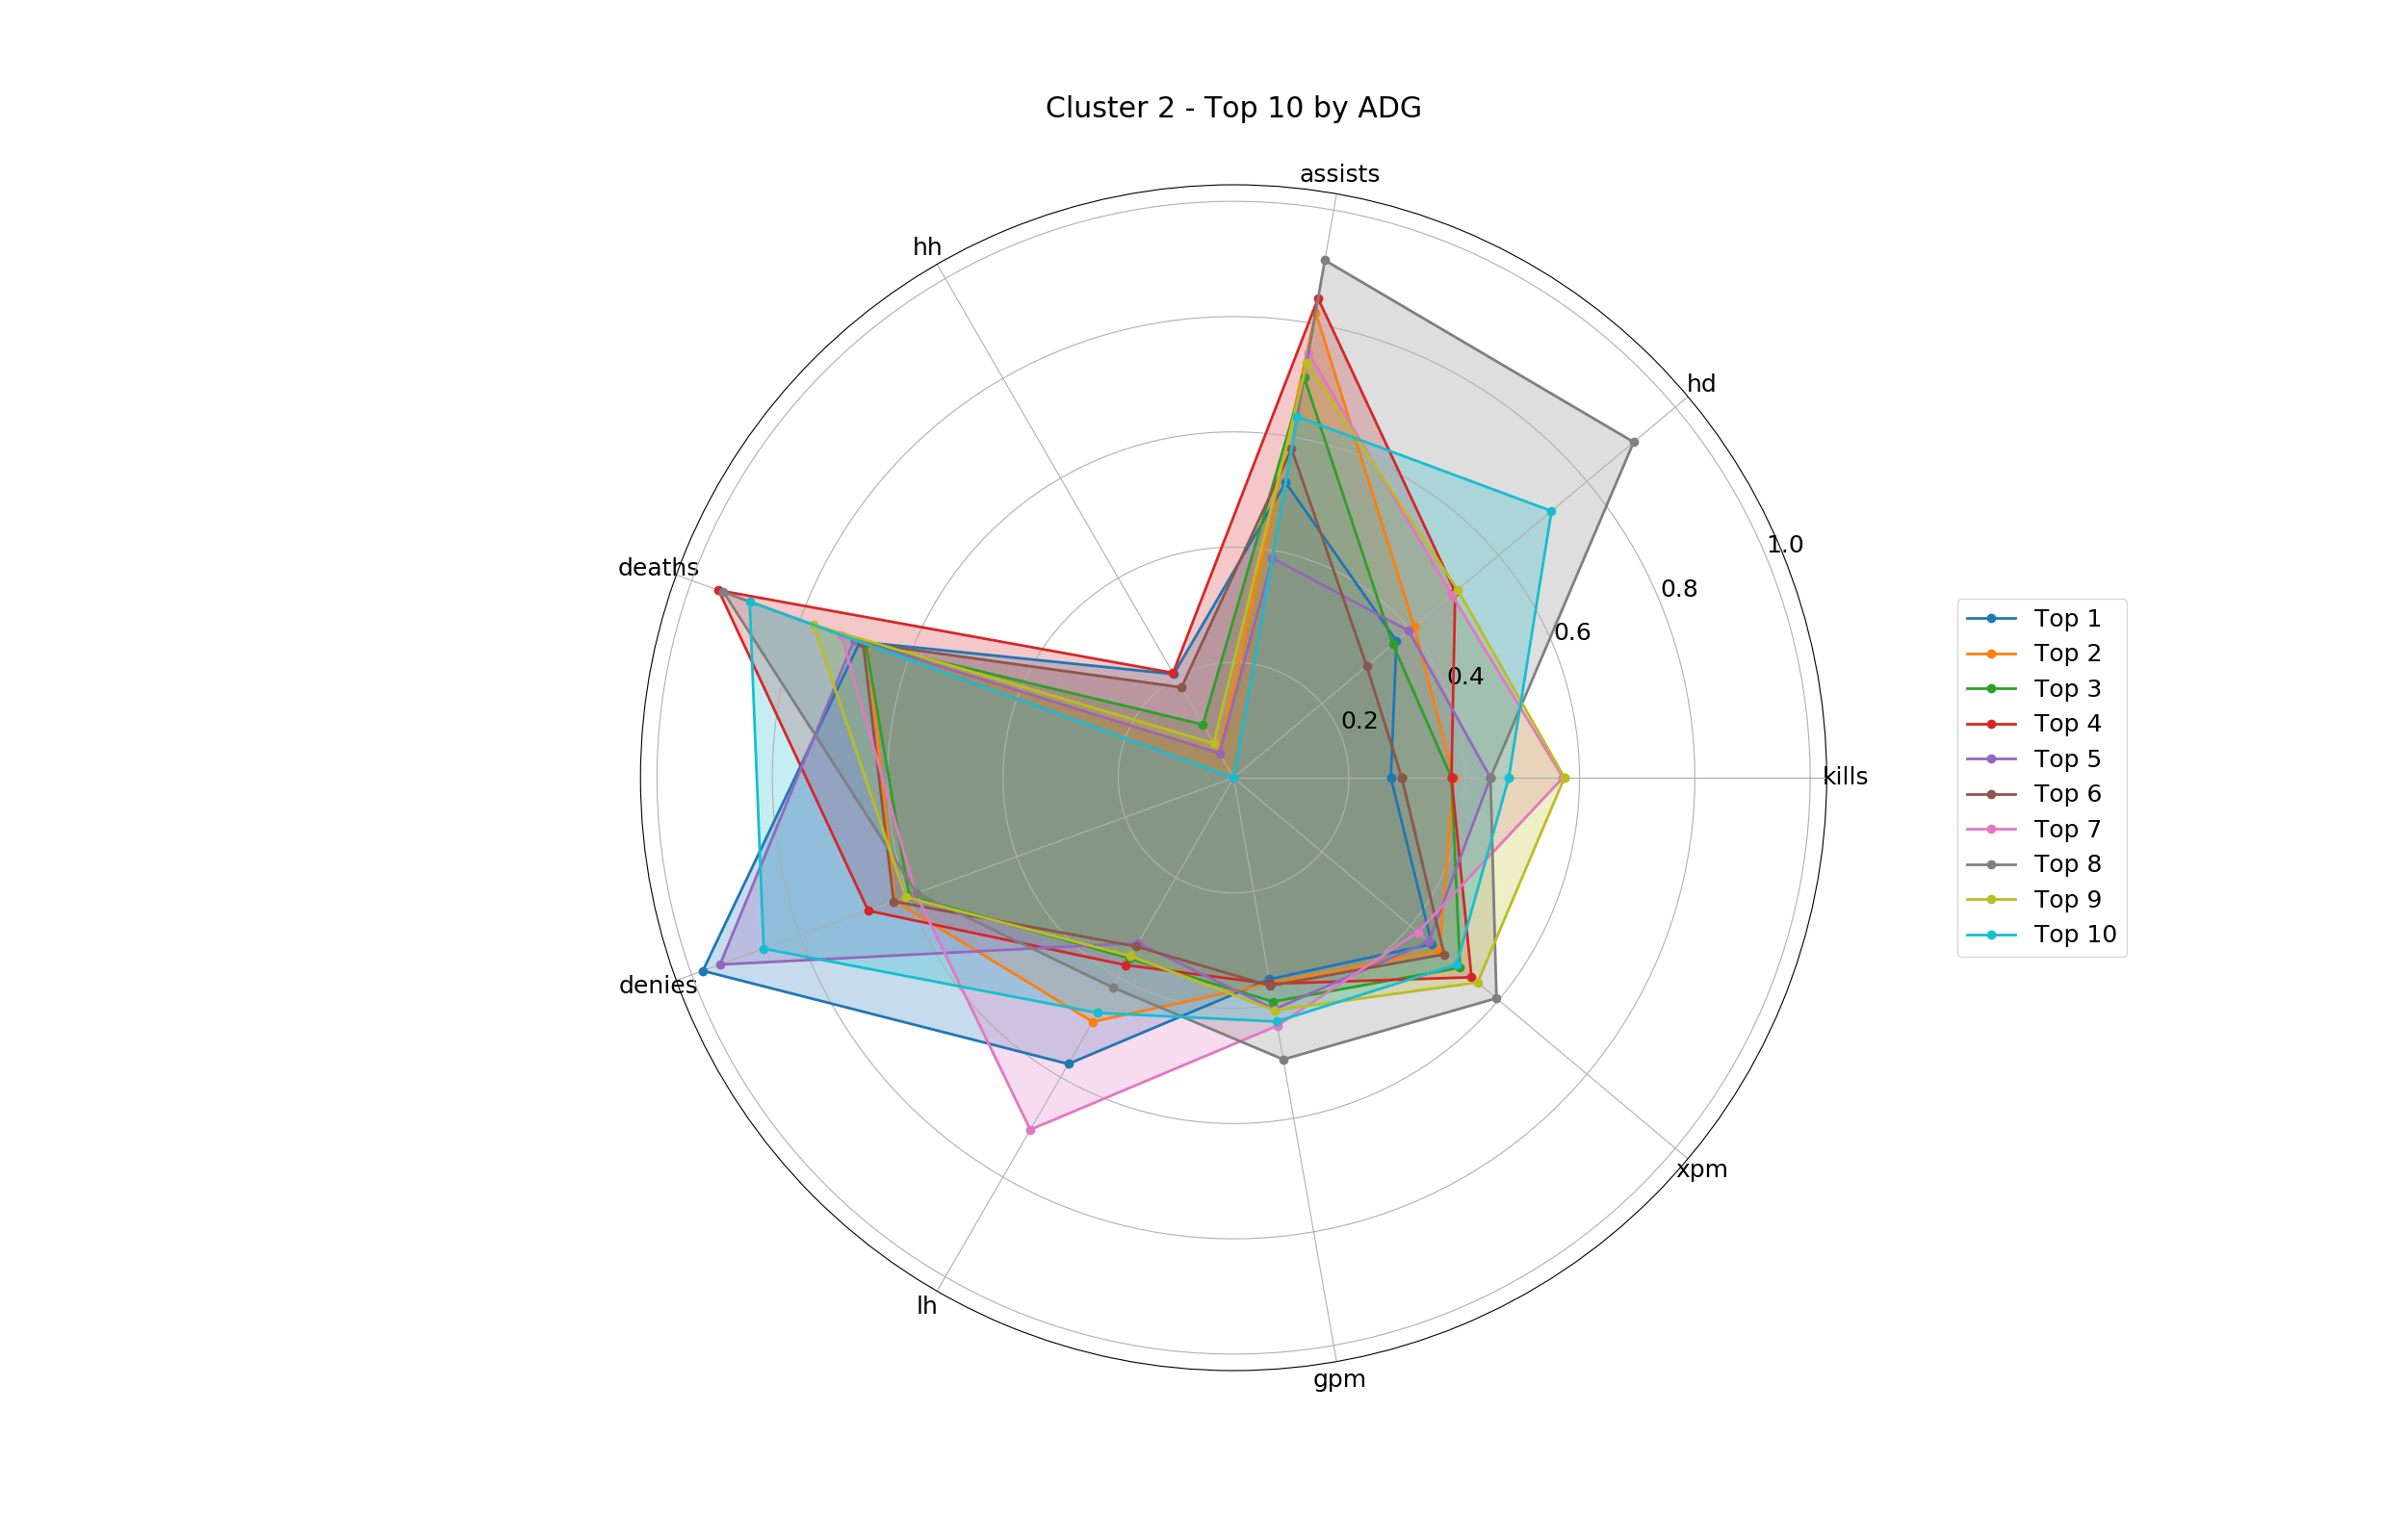 Cluster 2 - Top 10 by ADG
assists
hh
hd
deaths
1.0
0.8
0.6
0.4
0.2
kills
denies
lh
gpm
xpm
Top 1
Top 2
Top 3
Top 4
Top 5
Top 6
Top 7
Top 8
Top 9
Top 10